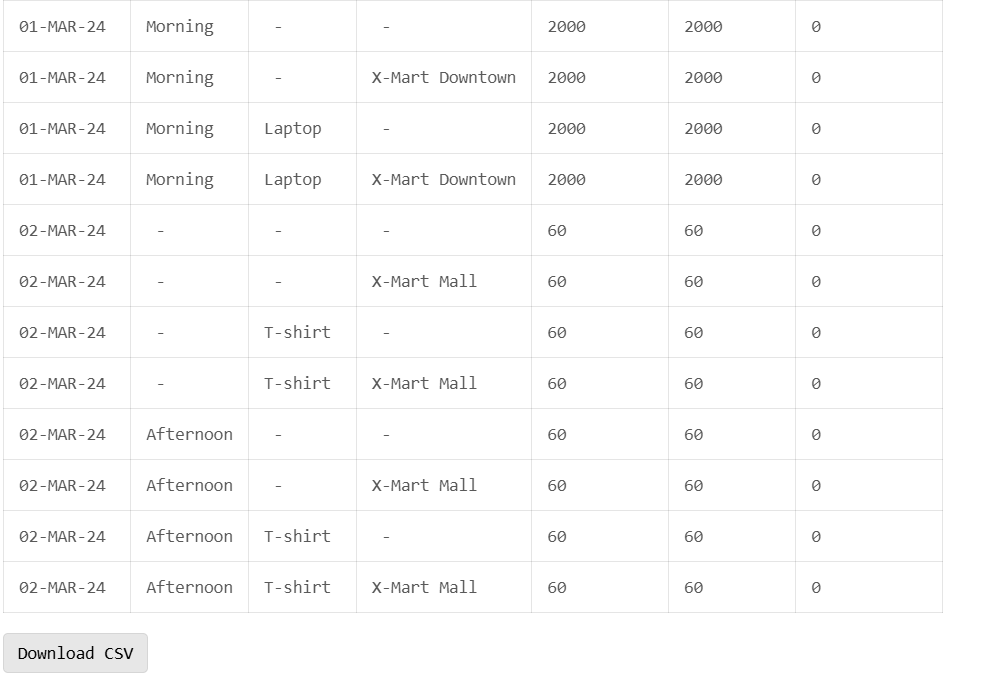 01-MAR-24 Morning - - 2000 2000 0
01-MAR-24 Morning - X-Mart Downtown 2000 2000 0
01-MAR-24 Morning Laptop - 2000 2000 0
01-MAR-24 Morning Laptop X-Mart Downtown 2000 2000 0
02-MAR-24 - - - 60 60 0
02-MAR-24 - - X-Mart Mall 60 60 0
02-MAR-24 - T-shirt - 60 60 0
02-MAR-24 - T-shirt X-Mart Mall 60 60 0
02-MAR-24 Afternoon - - 60 60 0
02-MAR-24 Afternoon - X-Mart Mall 60 60 0
02-MAR-24 Afternoon T-shirt - 60 60 0
02-MAR-24 Afternoon T-shirt X-Mart Mall 60 60 0
Download CSV